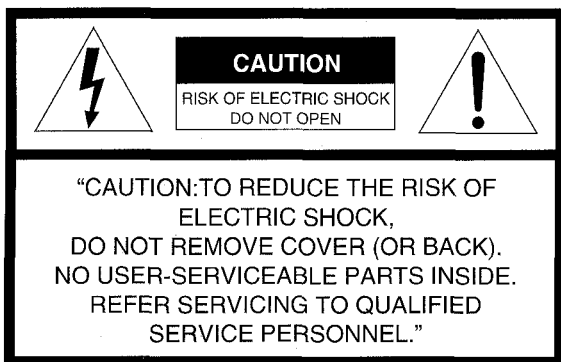 CAUTION
RISK OF ELECTRIC SHOCK
DO NOT OPEN
“CAUTION:TO REDUCE THE RISK OF
ELECTRIC SHOCK,
DO NOT REMOVE COVER (OR BACK).
NO USER-SERVICEABLE PARTS INSIDE.
REFER SERVICING TO QUALIFIED
SERVICE PERSONNEL.”